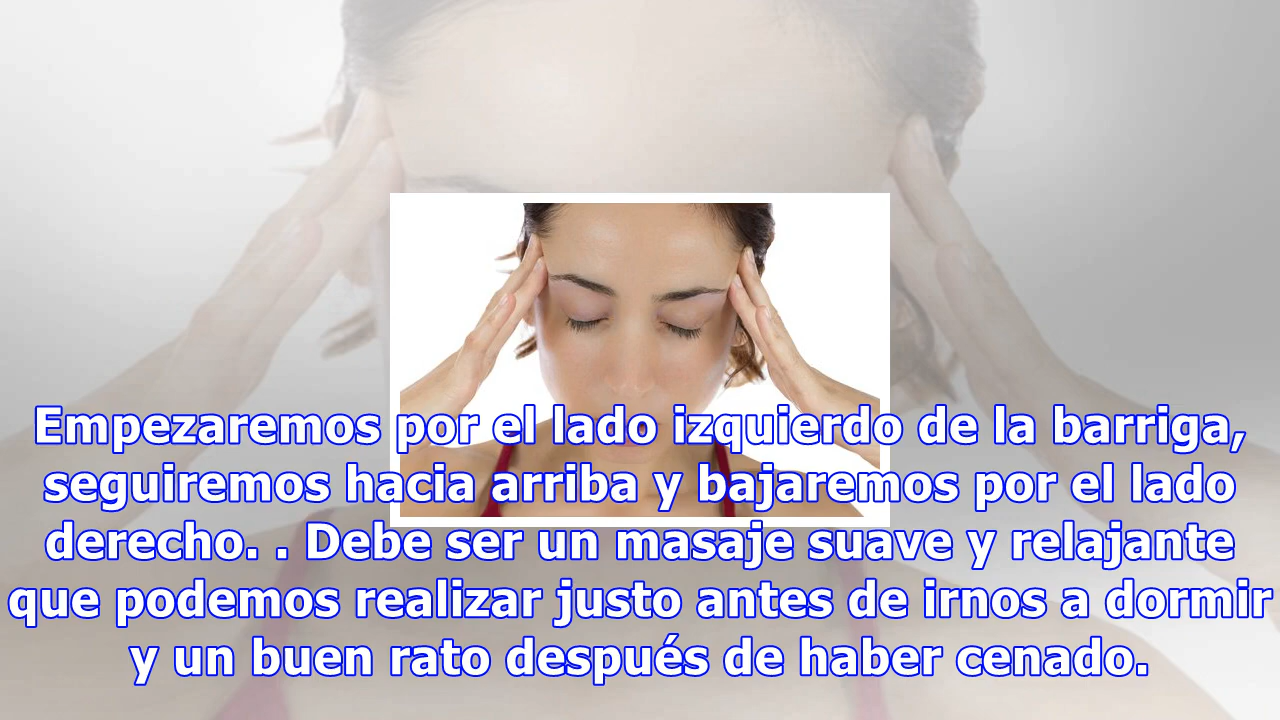 Empezaremos por el lado izquierdo de la barriga,
seguiremos hacia arriba y bajaremos por el lado
derecho. . Debe ser un masaje suave y relajante
que podemos realizar justo antes de irnos a dormir
y un buen rato después de haber cenado.